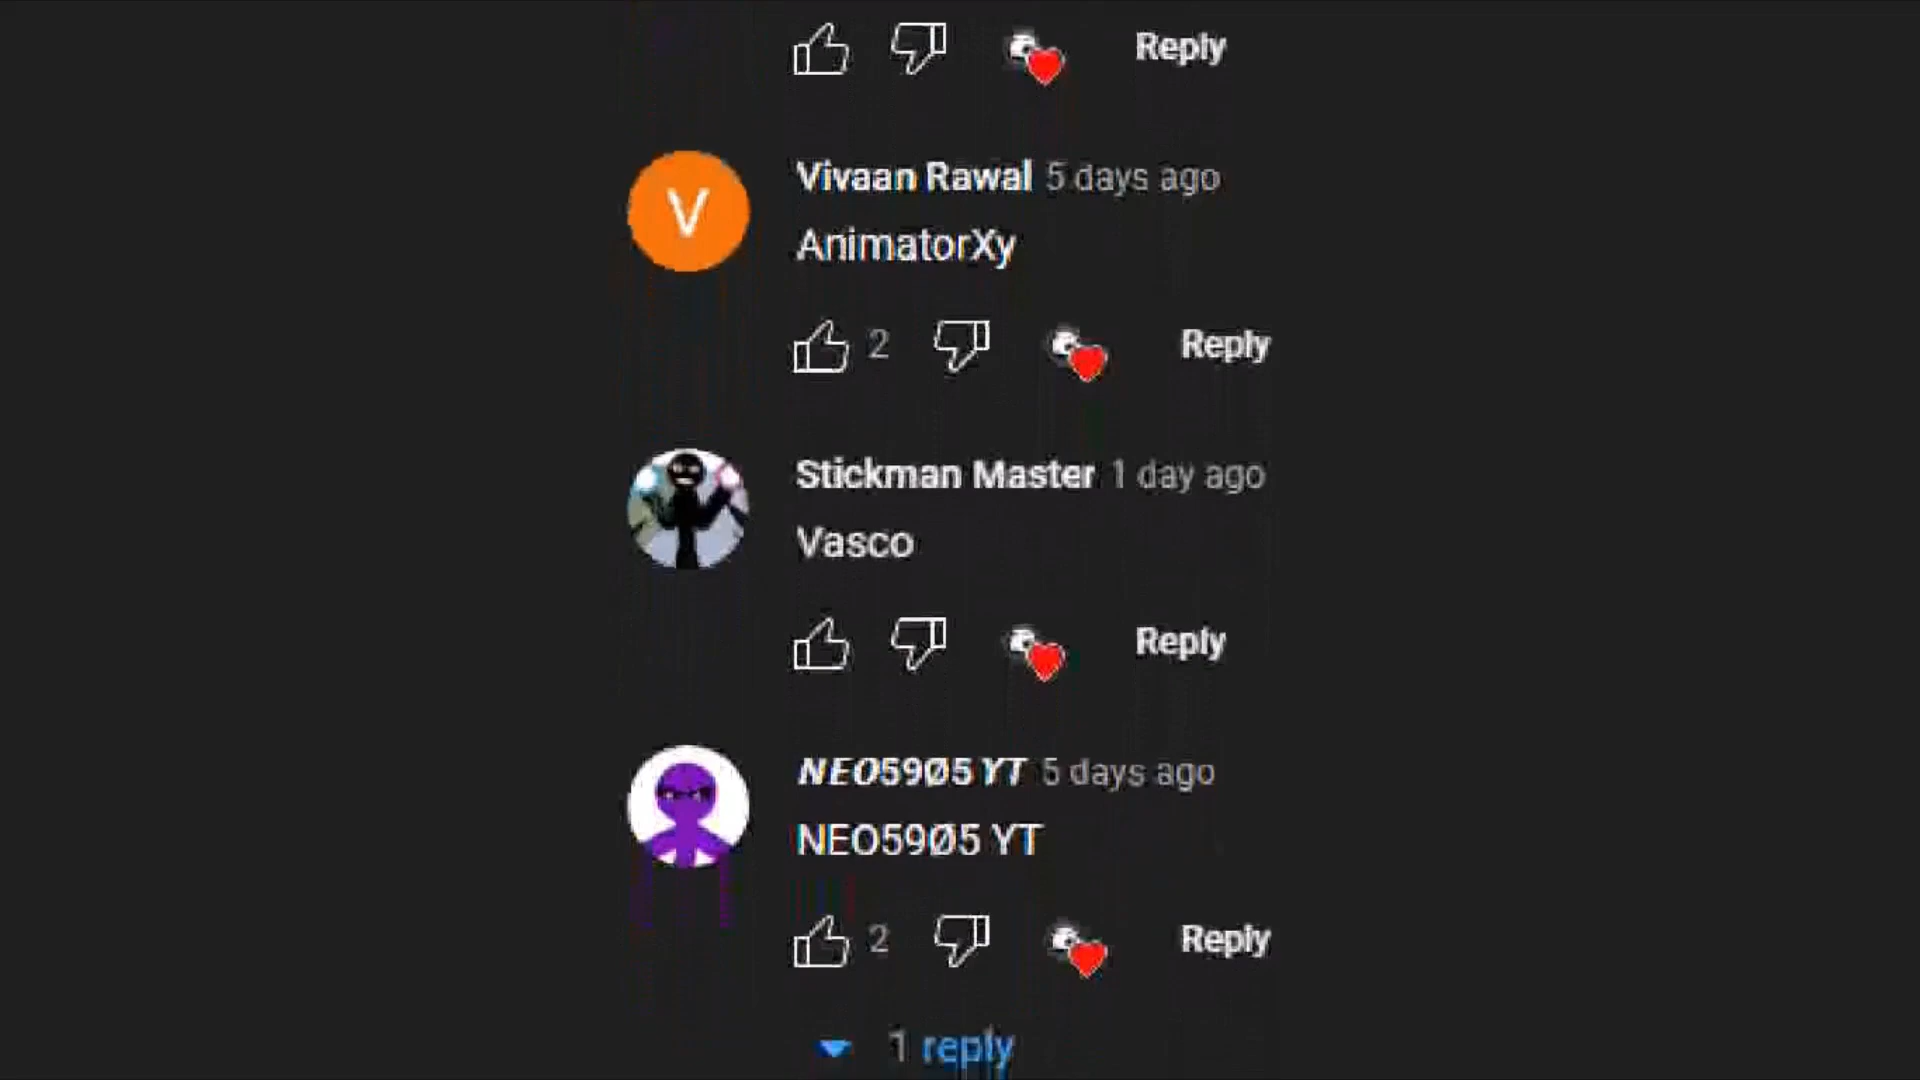 Reply
V
Vivaan Rawal 5 days ago
AnimatorXy
2 Reply
Stickman Master 1 day ago
Vasco
Reply
NEO59Ø5 YT 5 days ago
NEO59Ø5 YT
2 Reply
1 reply